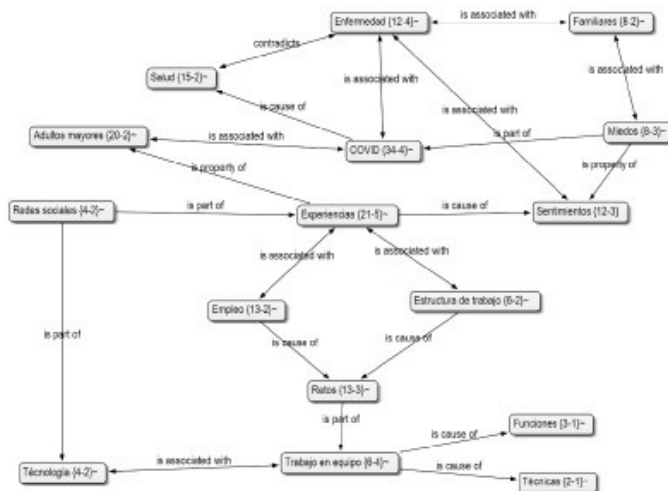 Enfermedad {12-4}~
is associated with
Familiares {8-2}~
contradicts
Salud {15-2}~
is associated with
is associated with
is cause of
is associated with
Adultos mayores {20-2}~
is associated with
is part of
Miedos {8-3}~
COVID {34-4}~
is property of
is property of
Redes sociales {4-2}~
is part of
Experiencias {21-5}~
is cause of
Sentimientos {12-3}
is associated with
is associated with
Empleo {13-2}~
Estructura de trabajo {6-2}~
is part of
is cause of
is cause of
Retos {13-3}~
is part of
Funciones {3-1}~
is cause of
Técnología {4-2}~
is associated with
Trabajo en equipo {6-4}~
is cause of
Técnicas {2-1}~